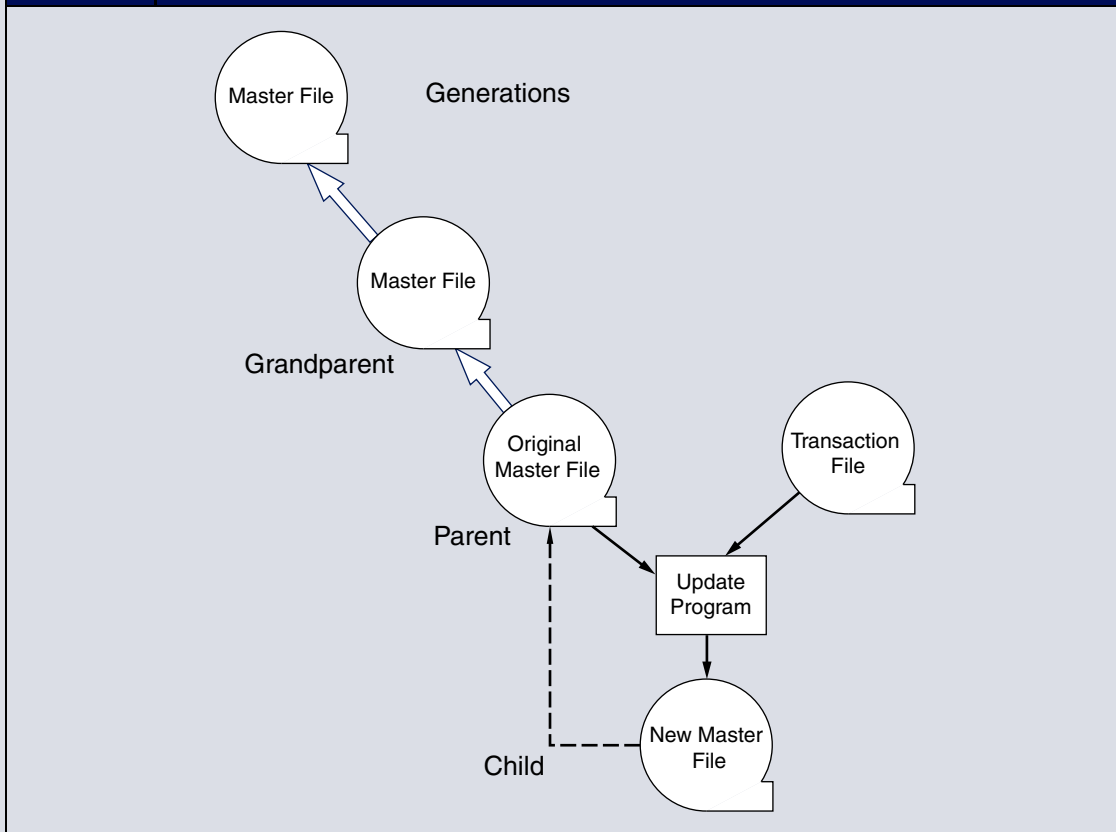 Master File
Generations
Master File
Grandparent
Original
Master File
Transaction
File
Parent
Update
Program
New Master
File
Child